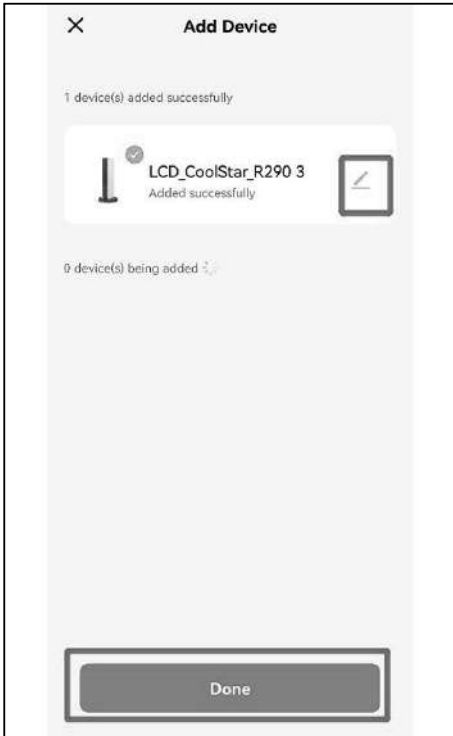 Add Device
1 device(s) added successfully
LCD_CoolStar_R290 3
Added successfully
0 device(s) being added
Done